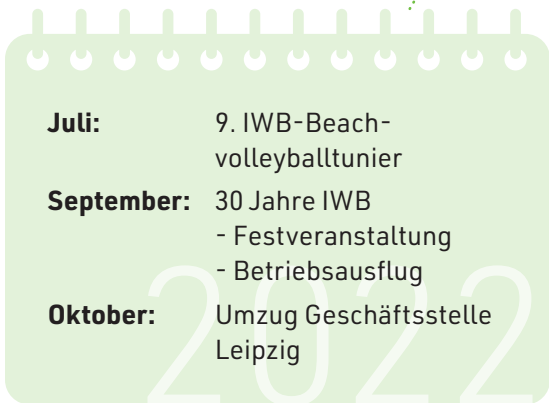 Juli: 9. IWB-Beach-
volleyballtunier
September: 30 Jahre IWB
- Festveranstaltung
- Betriebsausflug
Oktober: Umzug Geschäftsstelle
Leipzig
2022